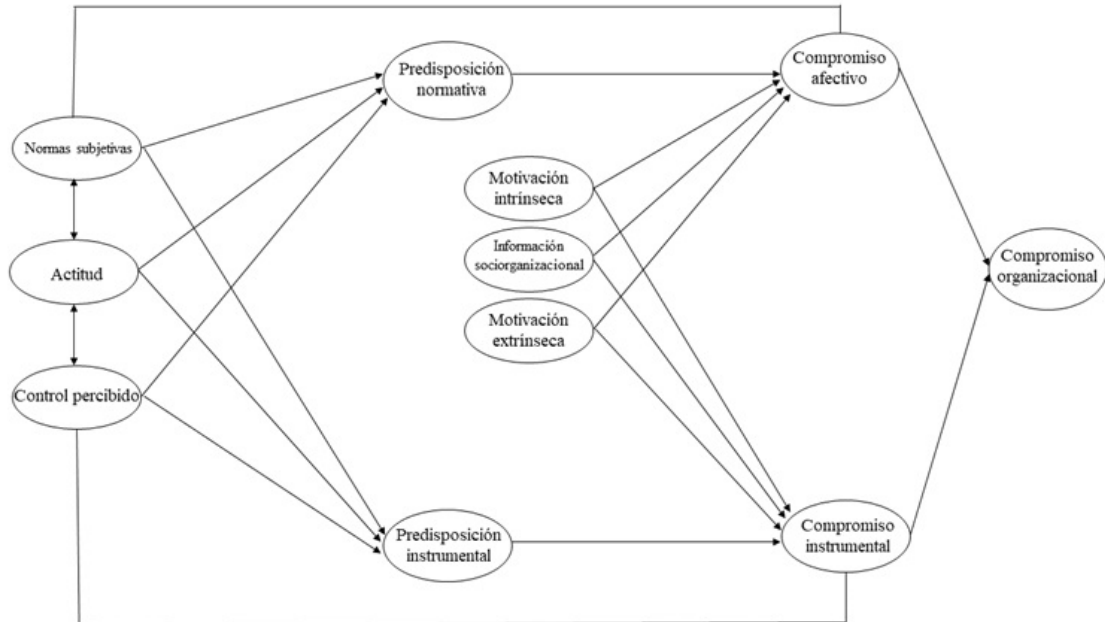 Compromiso
afectivo
Predisposición
normativa
Normas subjetivas
Motivación
intrínseca
Información
sociorganizacional
Compromiso
organizacional
Actitud
Motivación
extrínseca
Control percibido
Predisposición
instrumental
Compromiso
instrumental